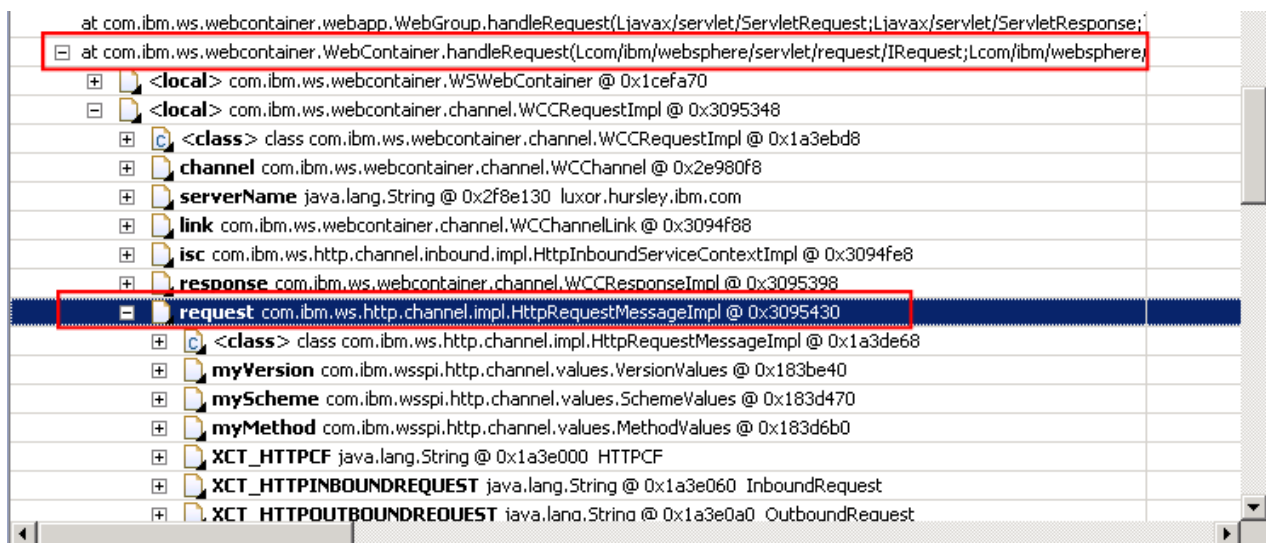 at com.ibm.ws.webcontainer.webapp.WebGroup.handleRequest(Ljavax/servlet/ServletRequest;Ljavax/servlet/ServletResponse;
at com.ibm.ws.webcontainer.WebContainer.handleRequest(Lcom/ibm/websphere/servlet/request/IRequest;Lcom/ibm/websphere/
<local> com.ibm.ws.webcontainer.WSWebContainer @ 0x1cefa70
<local> com.ibm.ws.webcontainer.channel.WCCRequestImpl @ 0x3095348
<class> class com.ibm.ws.webcontainer.channel.WCCRequestImpl @ 0x1a3ebd8
channel com.ibm.ws.webcontainer.channel.WCChannel @ 0x2e980f8
serverName java.lang.String @ 0x2f8e130 luxor.hursley.ibm.com
link com.ibm.ws.webcontainer.channel.WCChannelLink @ 0x3094f88
isc com.ibm.ws.http.channel.inbound.impl.HttpInboundServiceContextImpl @ 0x3094fe8
response com.ibm.ws.webcontainer.channel.WCCResponseImpl @ 0x3095398
request com.ibm.ws.http.channel.impl.HttpRequestMessageImpl @ 0x3095430
<class> class com.ibm.ws.http.channel.impl.HttpRequestMessageImpl @ 0x1a3de68
myVersion com.ibm.wsspi.http.channel.values.VersionValues @ 0x183be40
myScheme com.ibm.wsspi.http.channel.values.SchemeValues @ 0x183d470
myMethod com.ibm.wsspi.http.channel.values.MethodValues @ 0x183d6b0
XCT_HTTPCF java.lang.String @ 0x1a3e000 HTTPCF
XCT_HTTPINBOUNDREQUEST java.lang.String @ 0x1a3e060 InboundRequest
XCT_HTTPOUTBOUNDREQUEST java.lang.String @ 0x1a3e0a0 OutboundRequest